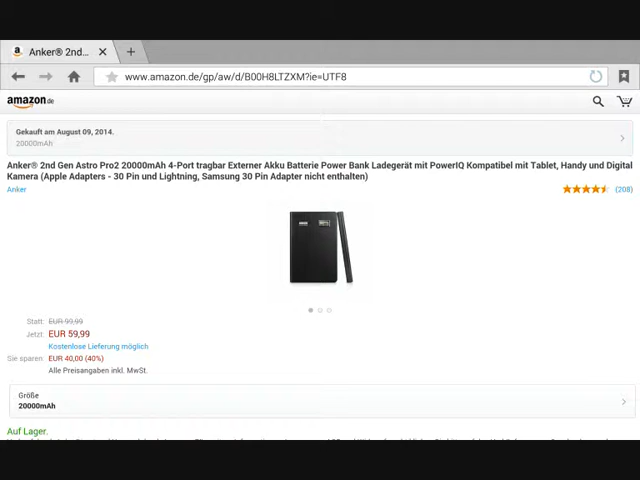 Anker® 2nd...
www.amazon.de/gp/aw/d/B00H8LTZXM?ie=UTF8
amazon.de
Gekauft am August 09, 2014.
20000mAh
Anker® 2nd Gen Astro Pro2 20000mAh 4-Port tragbar Externer Akku Batterie Power Bank Ladegerät mit PowerIQ Kompatibel mit Tablet, Handy und Digital
Kamera (Apple Adapters - 30 Pin und Lightning, Samsung 30 Pin Adapter nicht enthalten)
Anker
(208)
Statt: EUR 99,99
Jetzt: EUR 59,99
Kostenlose Lieferung möglich
Sie sparen: EUR 40,00 (40%)
Alle Preisangaben inkl. MwSt.
Größe
20000mAh
Auf Lager.